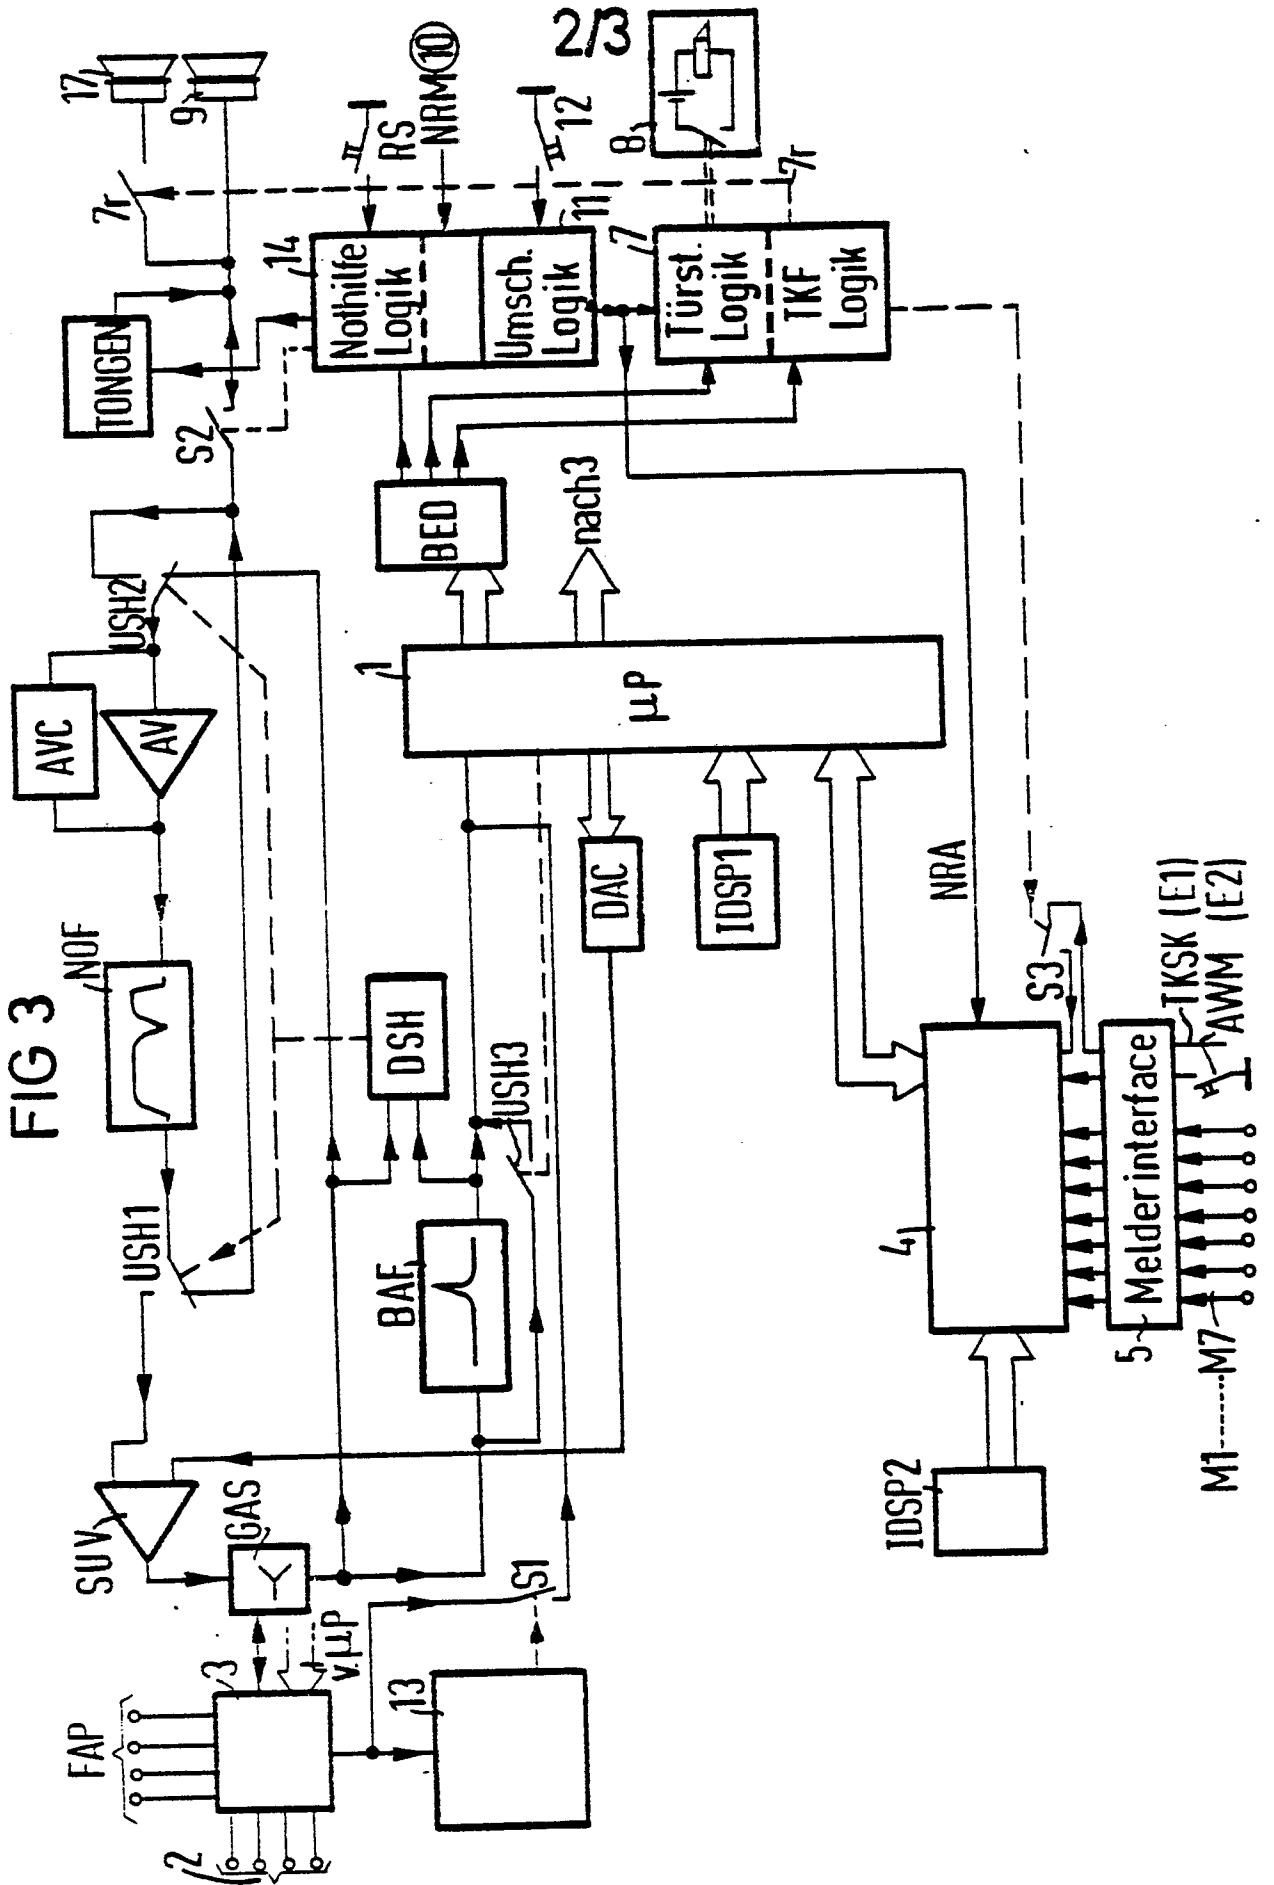 FIG 3
2/3
FAP
2
3
v.µP
SUV
GAS
13
S1
USH1
NOF
AVC
AV
USH2
S2
TONGEN
7r
17
9
BAF
DSH
USH3
DAC
1
µP
BED
nach3
14
Nothilfe
Logik
Umsch.
Logik
11
RS
NRM 10
12
7
Türst.
Logik
TKF
Logik
7r
8
IDSP1
NRA
IDSP2
4
S3
5
Melderinterface
TKSK (E1)
AWM (E2)
M1-------M7